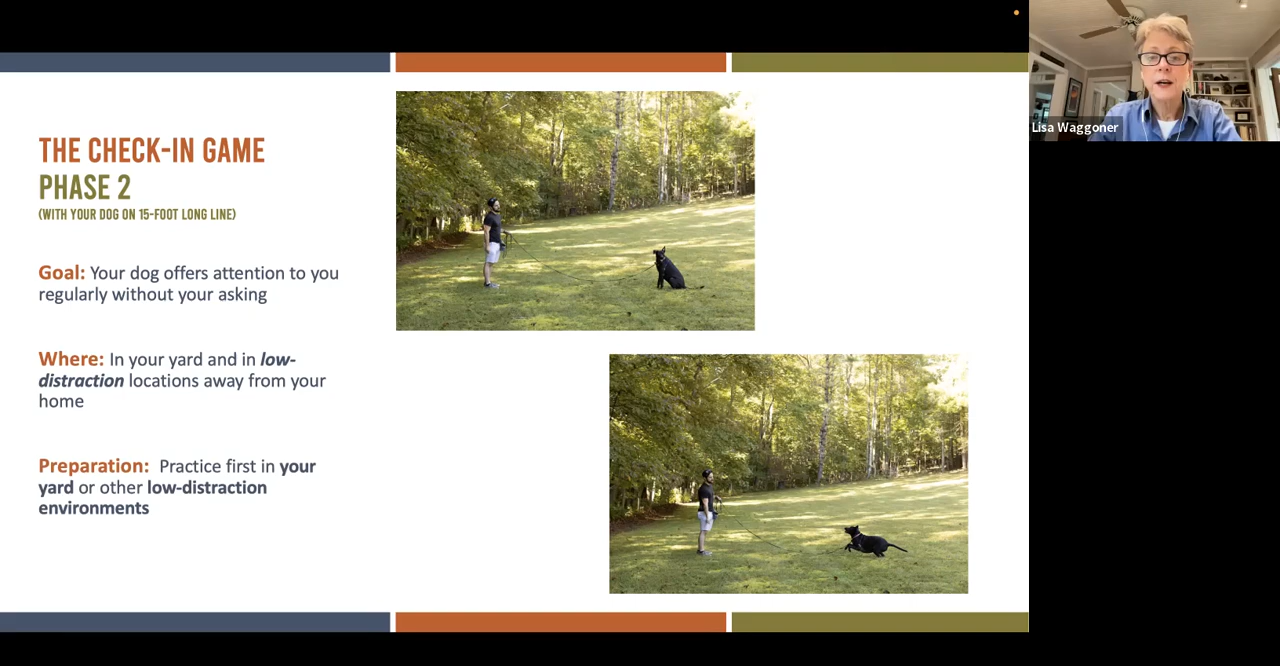 THE CHECK-IN GAME
PHASE 2
(WITH YOUR DOG ON 15-FOOT LONG LINE)
Goal: Your dog offers attention to you
regularly without your asking
Where: In your yard and in low-
distraction locations away from your
home
Preparation: Practice first in your
yard or other low-distraction
environments
Lisa Waggoner